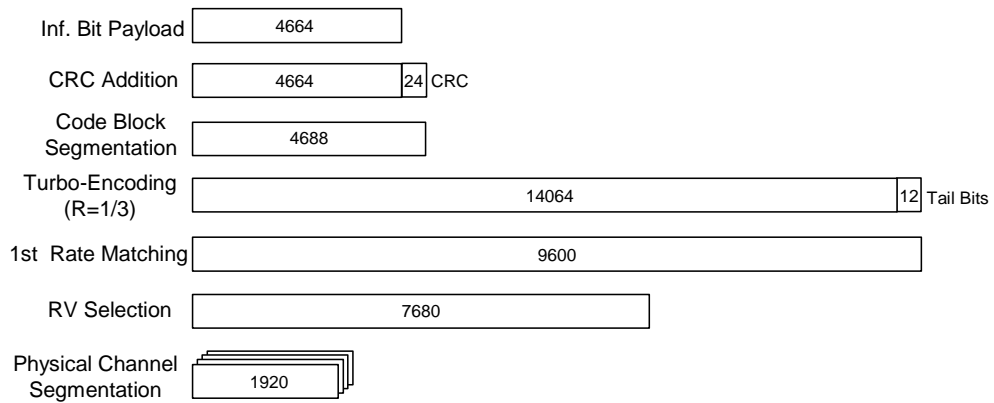 Inf. Bit Payload 4664
CRC Addition 4664 24 CRC
Code Block
Segmentation 4688
Turbo-Encoding
(R=1/3) 14064 12 Tail Bits
1st Rate Matching 9600
RV Selection 7680
Physical Channel
Segmentation 1920